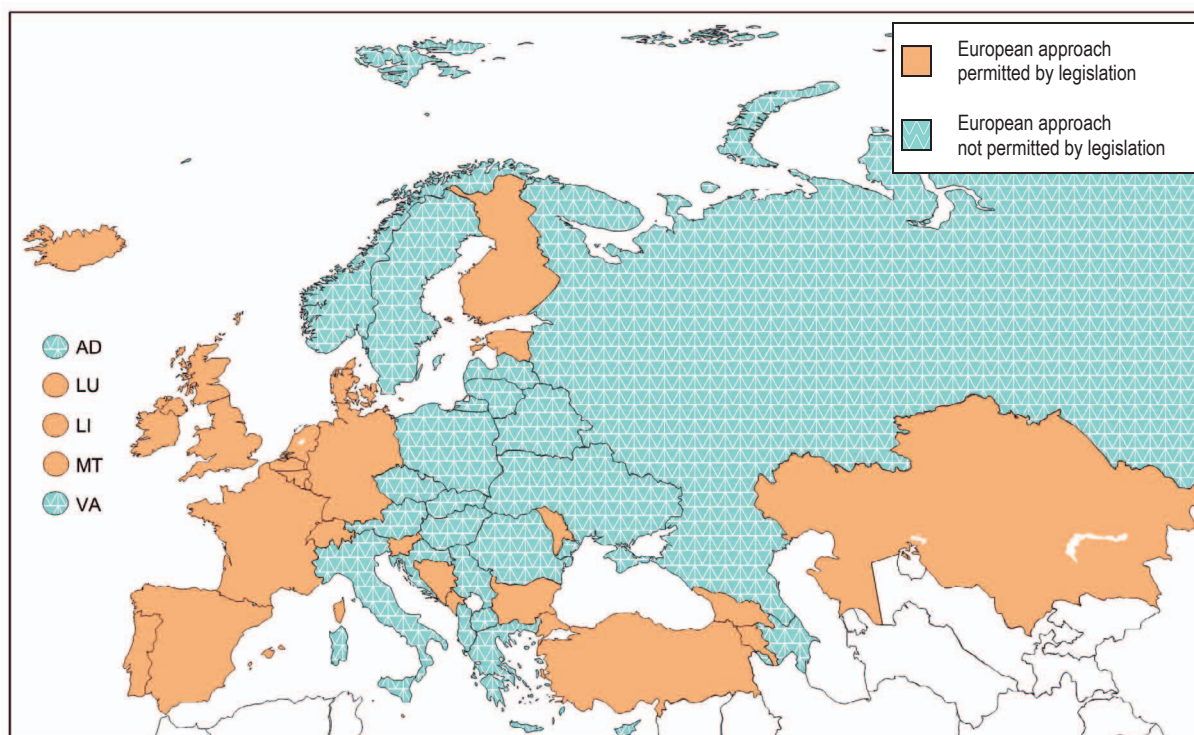 European approach
permitted by legislation
European approach
not permitted by legislation
AD
LU
LI
MT
VA